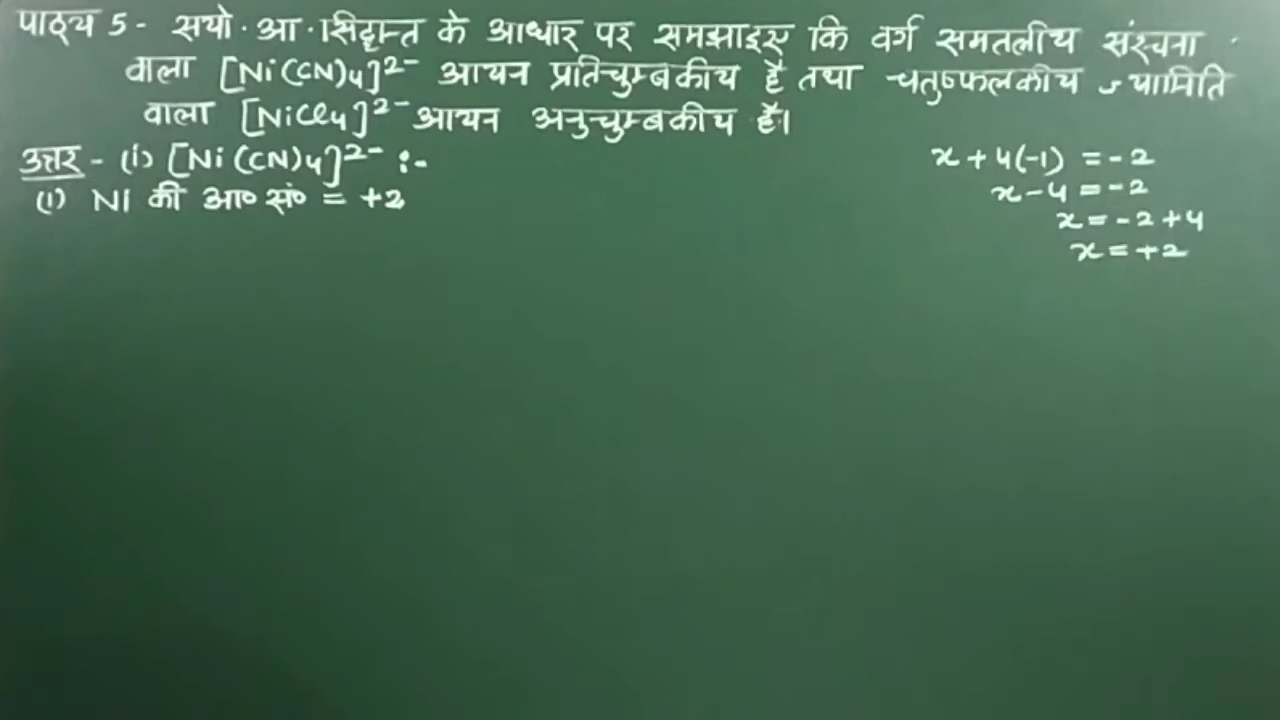 पाठ्य 5 - सयो. आ. सिद्धान्त के आधार पर समझाइए कि वर्ग समतलीय संरचना
वाला [Ni(CN)4]2- आयन प्रतिचुम्बकीय है तथा चतुष्फलकीय ज्यामिति
वाला [NiCl4]2- आयन अनुचुम्बकीय है।
उत्तर - (i) [Ni(CN)4]2- :-
(1) Ni की आ० सं० = +2
x + 4(-1) = -2
x - 4 = -2
x = -2 + 4
x = +2